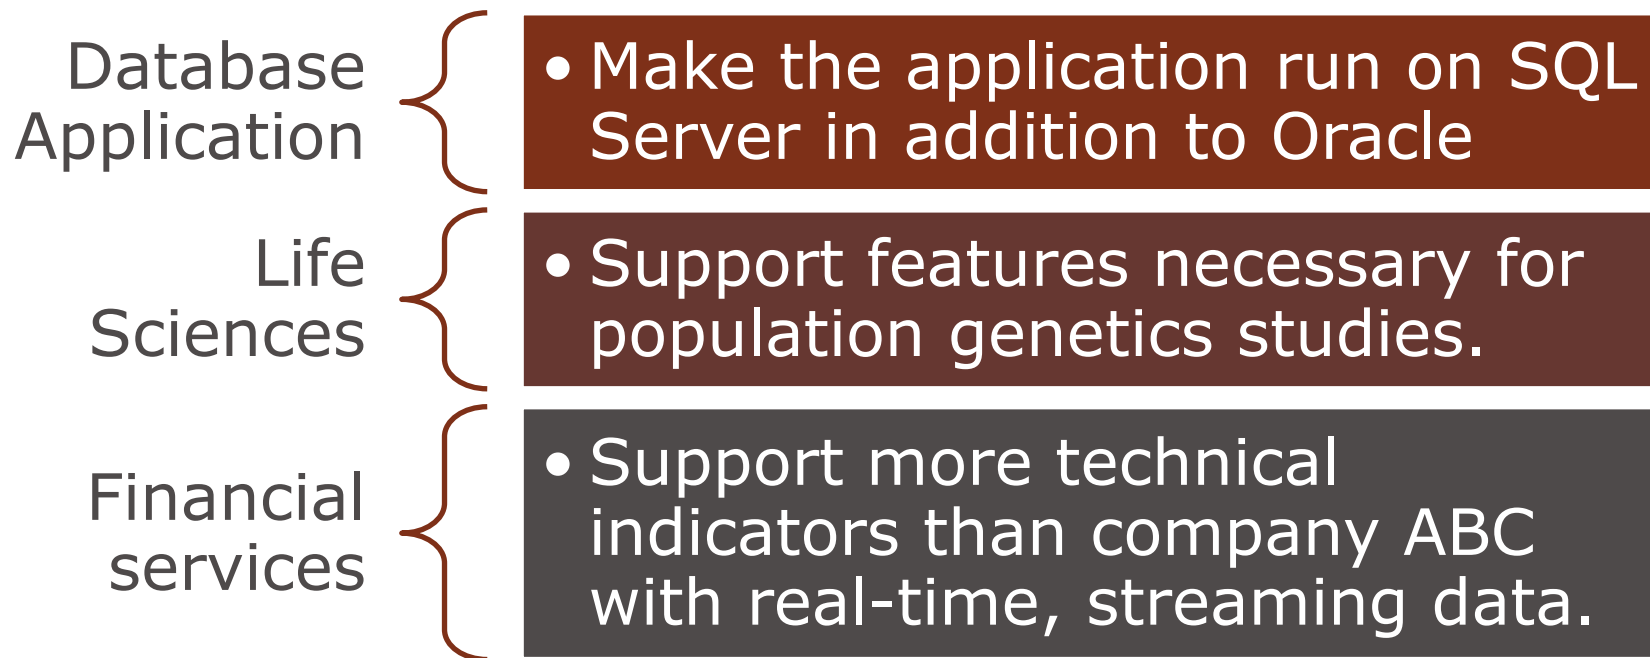 Database
Application
• Make the application run on SQL
Server in addition to Oracle
Life
Sciences
• Support features necessary for
population genetics studies.
Financial
services
• Support more technical
indicators than company ABC
with real-time, streaming data.